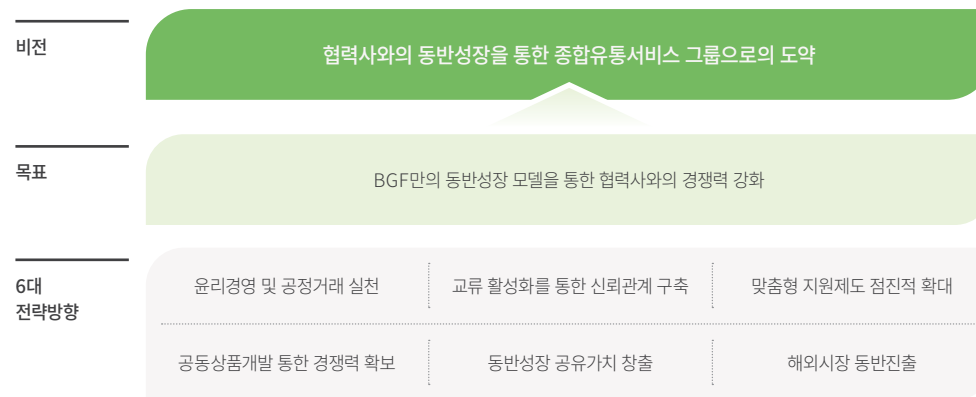 비전
협력사와의 동반성장을 통한 종합유통서비스 그룹으로의 도약
목표
BGF만의 동반성장 모델을 통한 협력사와의 경쟁력 강화
6대
전략방향
윤리경영 및 공정거래 실천
교류 활성화를 통한 신뢰관계 구축
맞춤형 지원제도 점진적 확대
공동상품개발 통한 경쟁력 확보
동반성장 공유가치 창출
해외시장 동반진출